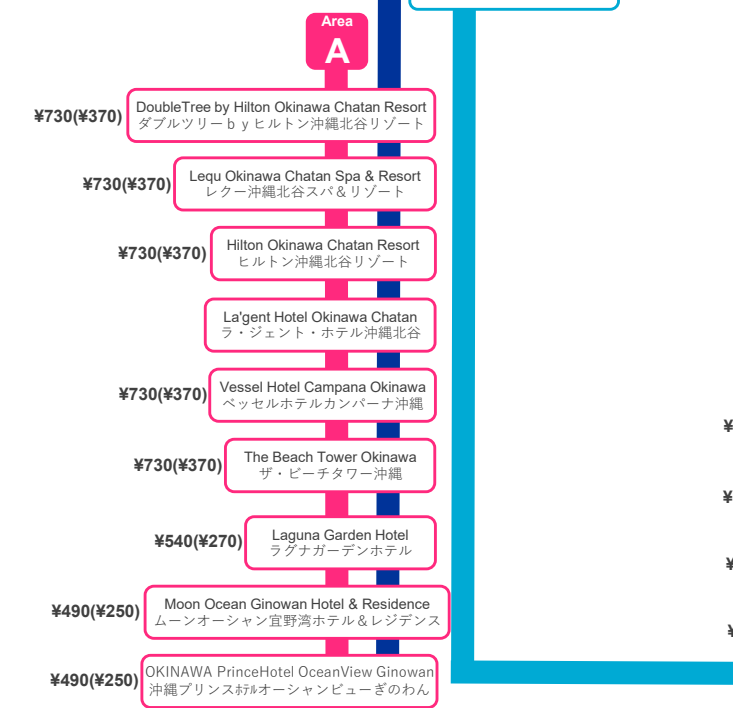 Area
A
¥730(¥370)
DoubleTree by Hilton Okinawa Chatan Resort
ダブルツリーｂｙヒルトン沖縄北谷リゾート
¥730(¥370)
Lequ Okinawa Chatan Spa & Resort
レクー沖縄北谷スパ＆リゾート
¥730(¥370)
Hilton Okinawa Chatan Resort
ヒルトン沖縄北谷リゾート
La'gent Hotel Okinawa Chatan
ラ・ジェント・ホテル沖縄北谷
¥730(¥370)
Vessel Hotel Campana Okinawa
ベッセルホテルカンパーナ沖縄
¥730(¥370)
The Beach Tower Okinawa
ザ・ビーチタワー沖縄
¥540(¥270)
Laguna Garden Hotel
ラグナガーデンホテル
¥490(¥250)
Moon Ocean Ginowan Hotel & Residence
ムーンオーシャン宜野湾ホテル＆レジデンス
¥490(¥250)
OKINAWA PrinceHotel OceanView Ginowan
沖縄プリンスﾎﾃﾙオーシャンビューぎのわん
¥
¥
¥
¥